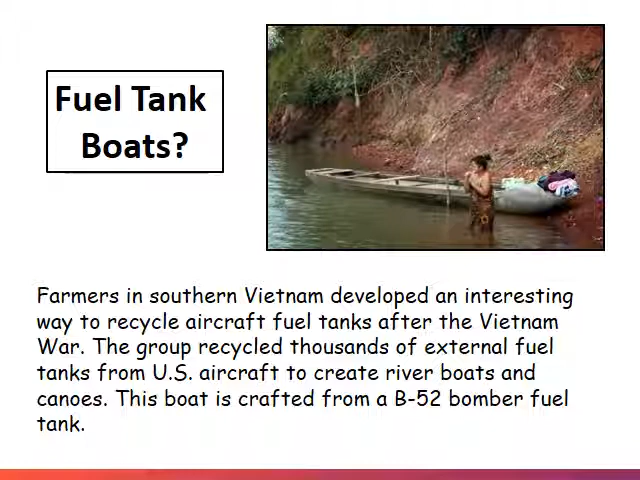 Fuel Tank
Boats?
Farmers in southern Vietnam developed an interesting
way to recycle aircraft fuel tanks after the Vietnam
War. The group recycled thousands of external fuel
tanks from U.S. aircraft to create river boats and
canoes. This boat is crafted from a B-52 bomber fuel
tank.